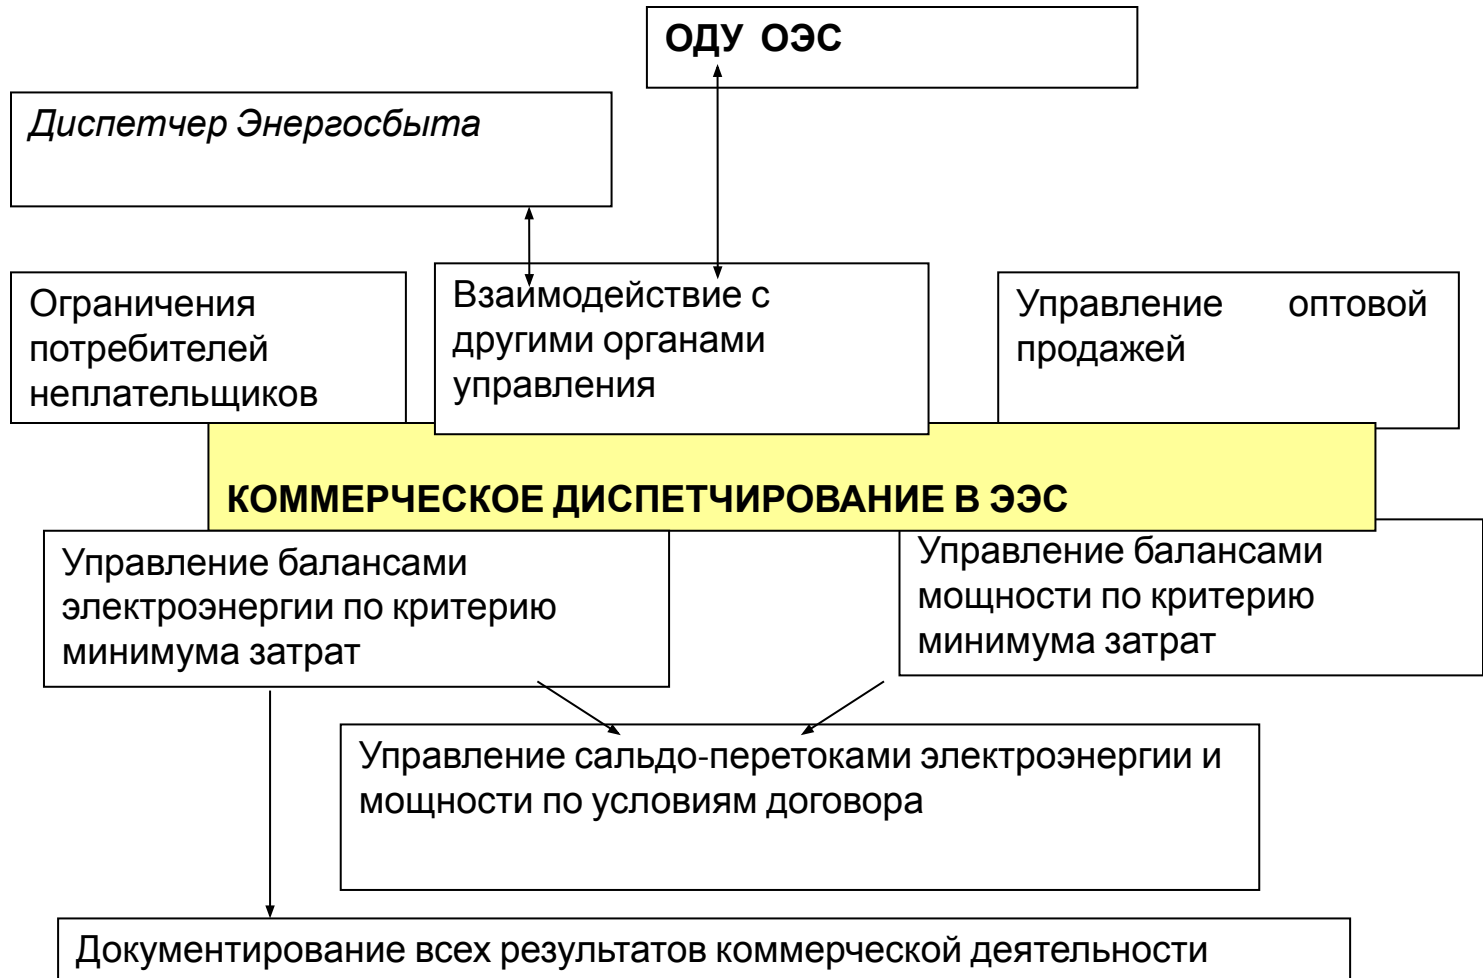 ОДУ ОЭС
Диспетчер Энергосбыта
Ограничения
потребителей
неплательщиков
Взаимодействие с
другими органами
управления
Управление оптовой
продажей
КОММЕРЧЕСКОЕ ДИСПЕТЧИРОВАНИЕ В ЭЭС
Управление балансами
электроэнергии по критерию
минимума затрат
Управление балансами
мощности по критерию
минимума затрат
Управление сальдо-перетоками электроэнергии и
мощности по условиям договора
Документирование всех результатов коммерческой деятельности